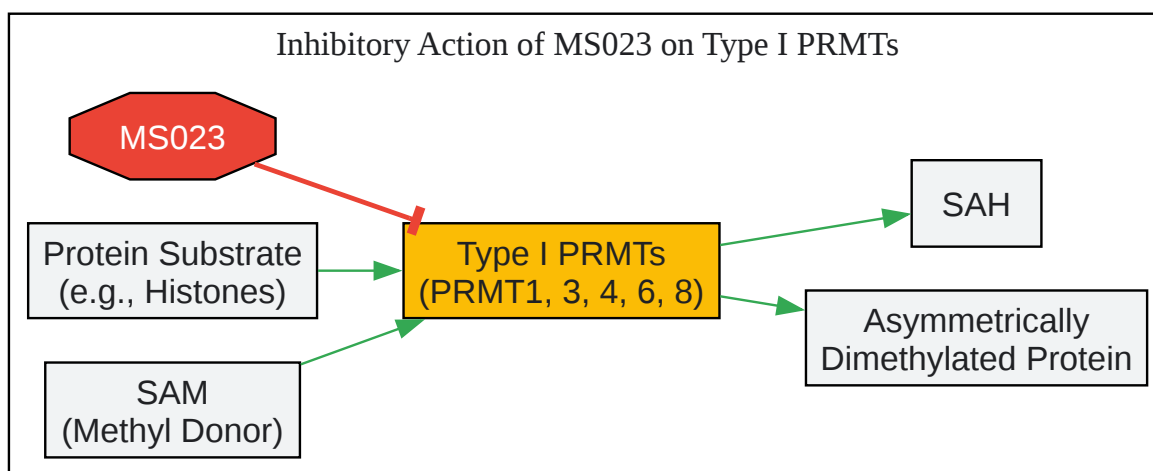 Inhibitory Action of MS023 on Type I PRMTs
MS023
Protein Substrate
(e.g., Histones)
SAM
(Methyl Donor)
Type I PRMTs
(PRMT1, 3, 4, 6, 8)
SAH
Asymmetrically
Dimethylated Protein